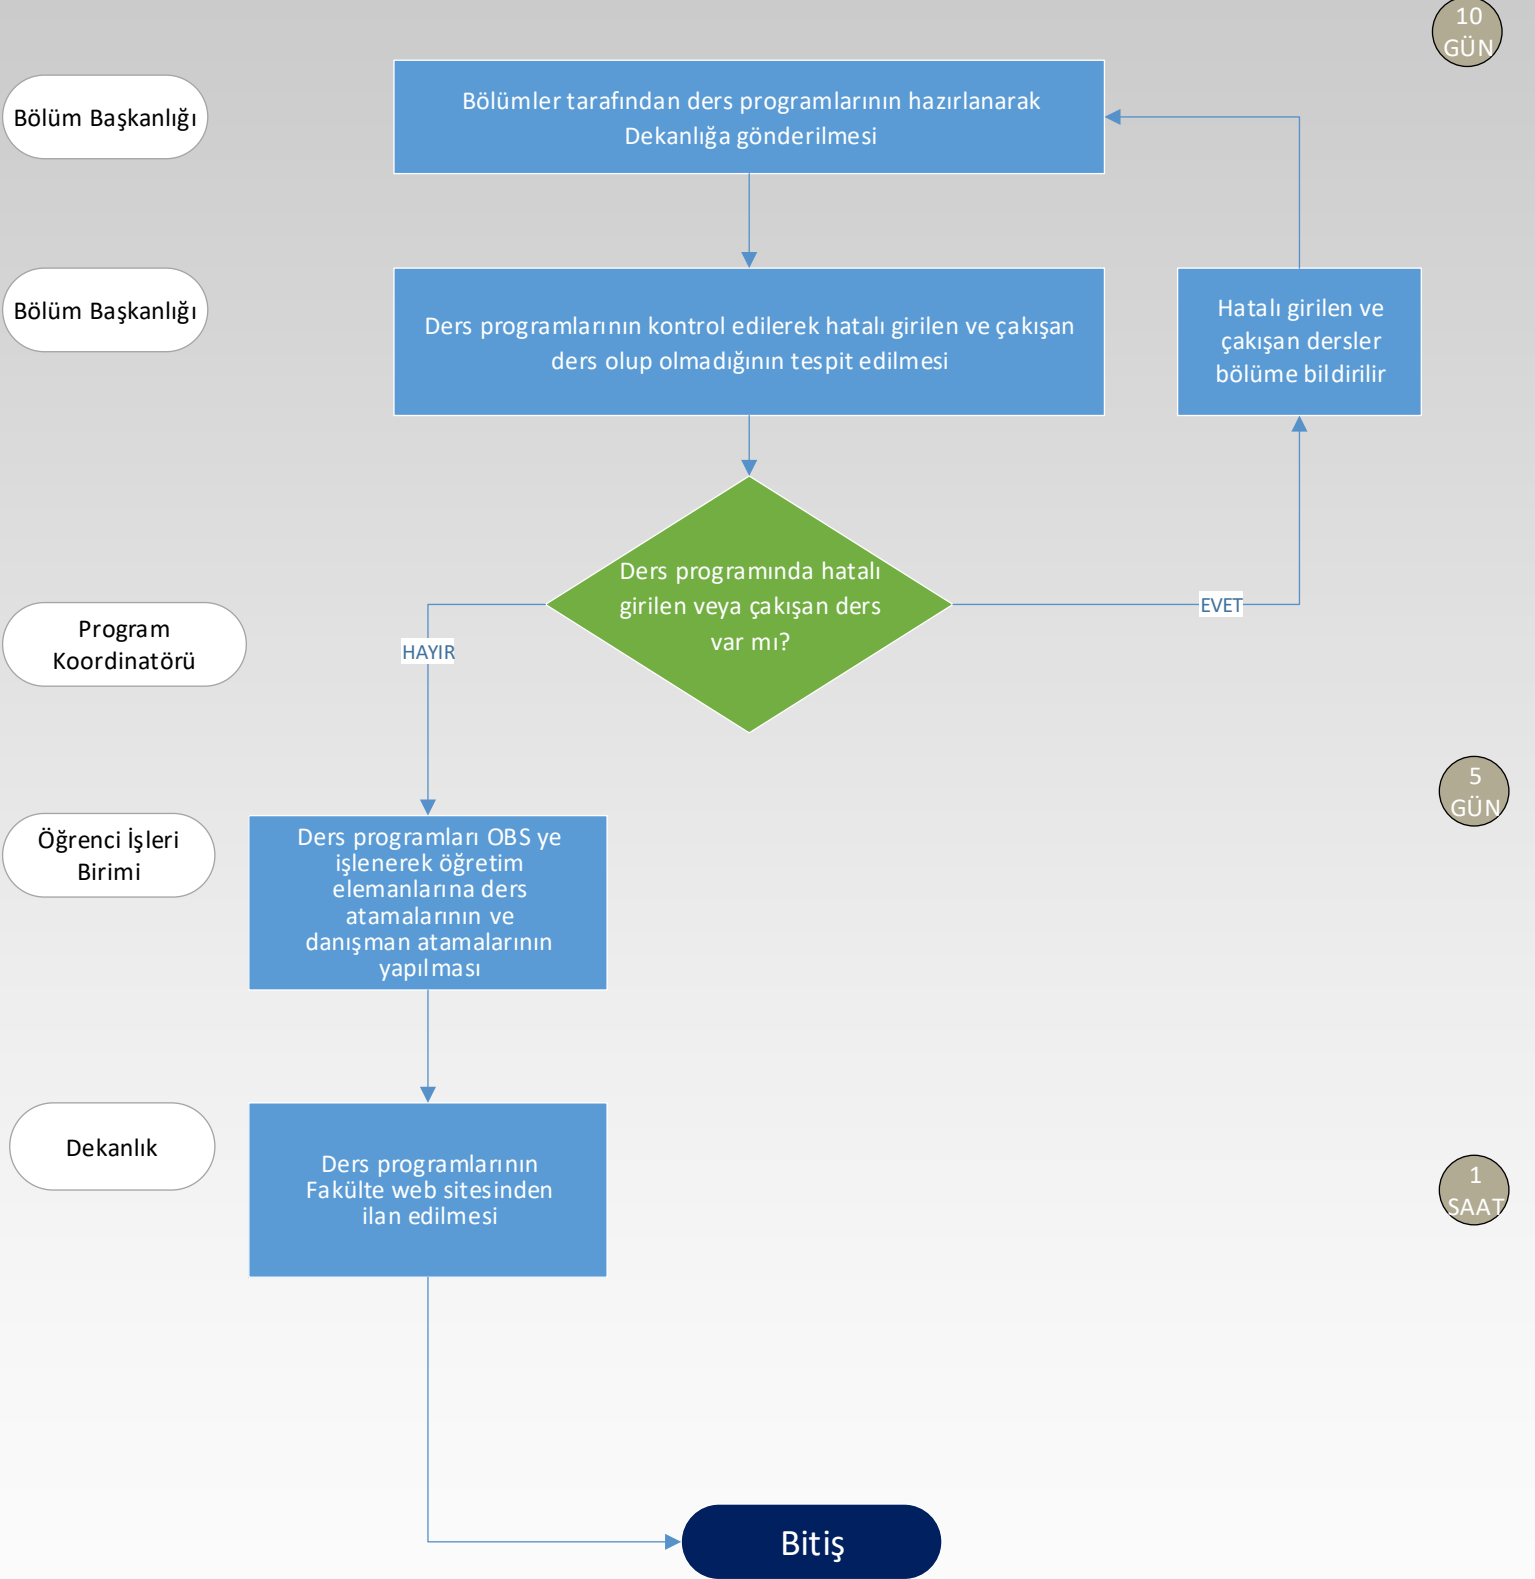 10
GÜN
Bölüm Başkanlığı
Bölümler tarafından ders programlarının hazırlanarak
Dekanlığa gönderilmesi
Bölüm Başkanlığı
Ders programlarının kontrol edilerek hatalı girilen ve çakışan
ders olup olmadığının tespit edilmesi
Hatalı girilen ve
çakışan dersler
bölüme bildirilir
Ders programında hatalı
girilen veya çakışan ders
var mı?
EVET
HAYIR
Program
Koordinatörü
5
GÜN
Öğrenci İşleri
Birimi
Ders programları OBS ye
işlenerek öğretim
elemanlarına ders
atamalarının ve
danışman atamalarının
yapılması
Dekanlık
Ders programlarının
Fakülte web sitesinden
ilan edilmesi
1
SAAT
Bitiş